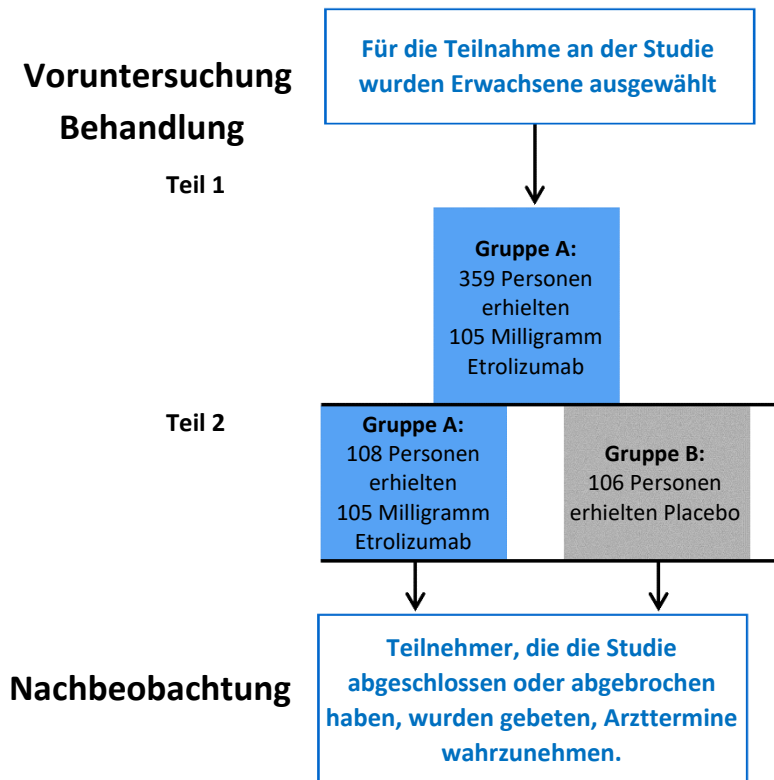 Voruntersuchung
Für die Teilnahme an der Studie
wurden Erwachsene ausgewählt
Behandlung
Teil 1
Gruppe A:
359 Personen
erhielten
105 Milligramm
Etrolizumab
Teil 2
Gruppe A:
108 Personen
erhielten
105 Milligramm
Etrolizumab
Gruppe B:
106 Personen
erhielten Placebo
Nachbeobachtung
Teilnehmer, die die Studie
abgeschlossen oder abgebrochen
haben, wurden gebeten, Arzttermine
wahrzunehmen.